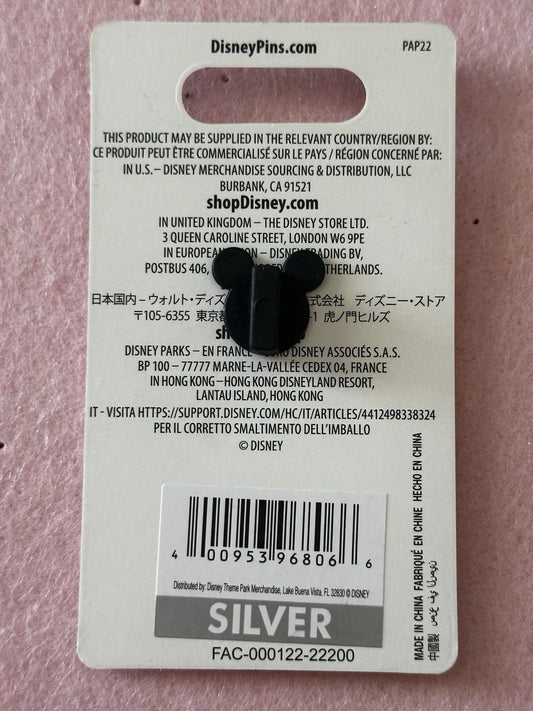 DisneyPins.com
PAP22
THIS PRODUCT MAY BE SUPPLIED IN THE RELEVANT COUNTRY/REGION BY:
CE PRODUIT PEUT ÊTRE COMMERCIALISÉ SUR LE PAYS / RÉGION CONCERNÉ PAR:
IN U.S. – DISNEY MERCHANDISE SOURCING & DISTRIBUTION, LLC
BURBANK, CA 91521
shopDisney.com
IN UNITED KINGDOM – THE DISNEY STORE LTD.
3 QUEEN CAROLINE STREET, LONDON W6 9PE
IN EUROPEAN – DISNEY TRADING BV,
POSTBUS 406,
日本国内 – ウォルト・ディズ 式会社 ディズニー・ストア
〒105-6355 東京都 -1 虎ノ門ヒルズ
sh
DISNEY PARKS – EN FRANCE – EURO DISNEY ASSOCIÉS S.A.S.
BP 100 – 77777 MARNE-LA-VALLÉE CEDEX 04, FRANCE
IN HONG KONG – HONG KONG DISNEYLAND RESORT,
LANTAU ISLAND, HONG KONG
IT - VISITA HTTPS://SUPPORT.DISNEY.COM/HC/IT/ARTICLES/4412498338324
PER IL CORRETTO SMALTIMENTO DELL'IMBALLO
© DISNEY
4 00953 96806 6
Distributed by: Disney Theme Park Merchandise, Lake Buena Vista, FL 32830 © DISNEY
SILVER
FAC-000122-22200
MADE IN CHINA FABRIQUÉ EN CHINE HECHO EN CHINA
中國製 صنع في الصين